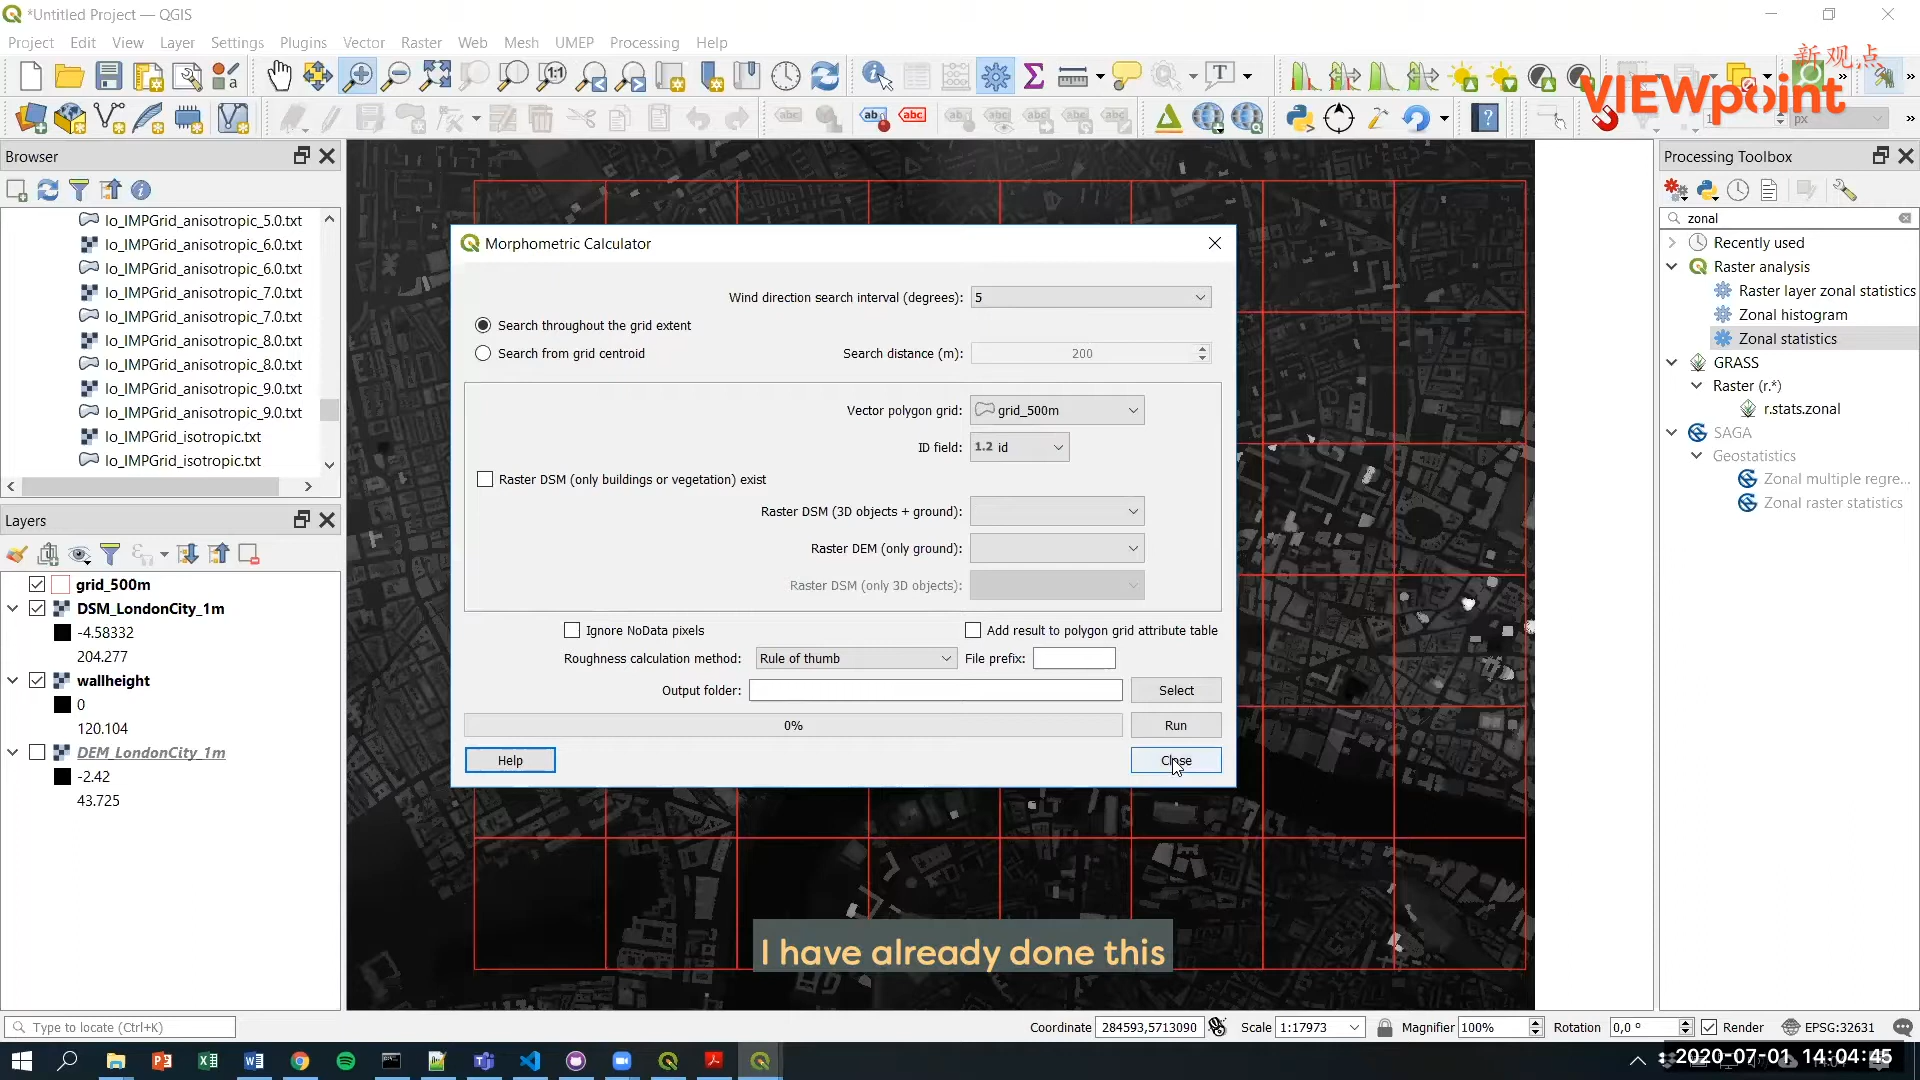 *Untitled Project — QGIS
Project Edit View Layer Settings Plugins Vector Raster Web Mesh UMEP Processing Help
新观点
VIEWpoint
px
Browser
lo_IMPGrid_anisotropic_5.0.txt
lo_IMPGrid_anisotropic_6.0.txt
lo_IMPGrid_anisotropic_6.0.txt
lo_IMPGrid_anisotropic_7.0.txt
lo_IMPGrid_anisotropic_7.0.txt
lo_IMPGrid_anisotropic_8.0.txt
lo_IMPGrid_anisotropic_8.0.txt
lo_IMPGrid_anisotropic_9.0.txt
lo_IMPGrid_anisotropic_9.0.txt
lo_IMPGrid_isotropic.txt
lo_IMPGrid_isotropic.txt
Layers
grid_500m
DSM_LondonCity_1m
-4.58332
204.277
wallheight
0
120.104
DEM_LondonCity_1m
-2.42
43.725
Morphometric Calculator
Wind direction search interval (degrees): 5
Search throughout the grid extent
Search from grid centroid
Search distance (m): 200
Vector polygon grid: grid_500m
ID field: 1.2 id
Raster DSM (only buildings or vegetation) exist
Raster DSM (3D objects + ground):
Raster DEM (only ground):
Raster DSM (only 3D objects):
Ignore NoData pixels
Add result to polygon grid attribute table
Roughness calculation method: Rule of thumb File prefix:
Output folder: Select
0% Run
Help Close
I have already done this
Processing Toolbox
zonal
Recently used
Raster analysis
Raster layer zonal statistics
Zonal histogram
Zonal statistics
GRASS
Raster (r.*)
r.stats.zonal
SAGA
Geostatistics
Zonal multiple regre...
Zonal raster statistics
Type to locate (Ctrl+K)
Coordinate 284593,5713090 Scale 1:17973 Magnifier 100% Rotation 0,0 ° Render EPSG:32631
2020-07-01 14:04:45